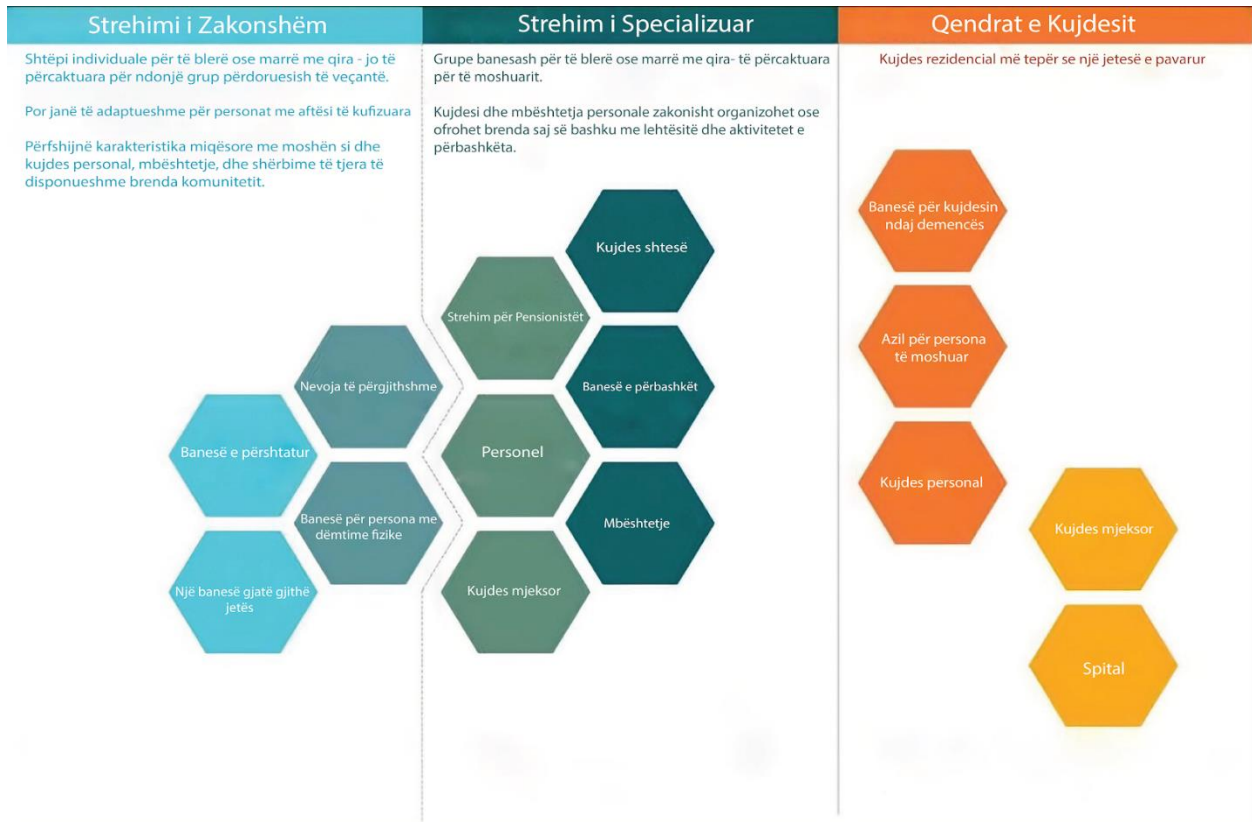 Strehimi i Zakonshëm
Shtëpi individuale për të blerë ose marrë me qira - jo të
përcaktuara për ndonjë grup përdoruesish të veçantë.
Por janë të adaptueshme për personat me aftësi të kufizuara
Përfshijnë karakteristika miqësore me moshën si dhe
kujdes personal, mbështetje, dhe shërbime të tjera të
disponueshme brenda komunitetit.
Nevoja të përgjithshme
Banesë e përshtatur
Banesë për persona me
dëmtime fizike
Një banesë gjatë gjithë
jetës
Strehim i Specializuar
Grupe banesash për të blerë ose marrë me qira- të përcaktuara
për të moshuarit.
Kujdesi dhe mbështetja personale zakonisht organizohet ose
ofrohet brenda saj së bashku me lehtësitë dhe aktivitetet e
përbashkëta.
Kujdes shtesë
Strehim për Pensionistët
Banesë e përbashkët
Personel
Mbështetje
Kujdes mjeksor
Qendrat e Kujdesit
Kujdes rezidencial më tepër se një jetesë e pavarur
Banesë për kujdesin
ndaj demencës
Azil për persona
të moshuar
Kujdes personal
Kujdes mjeksor
Spital